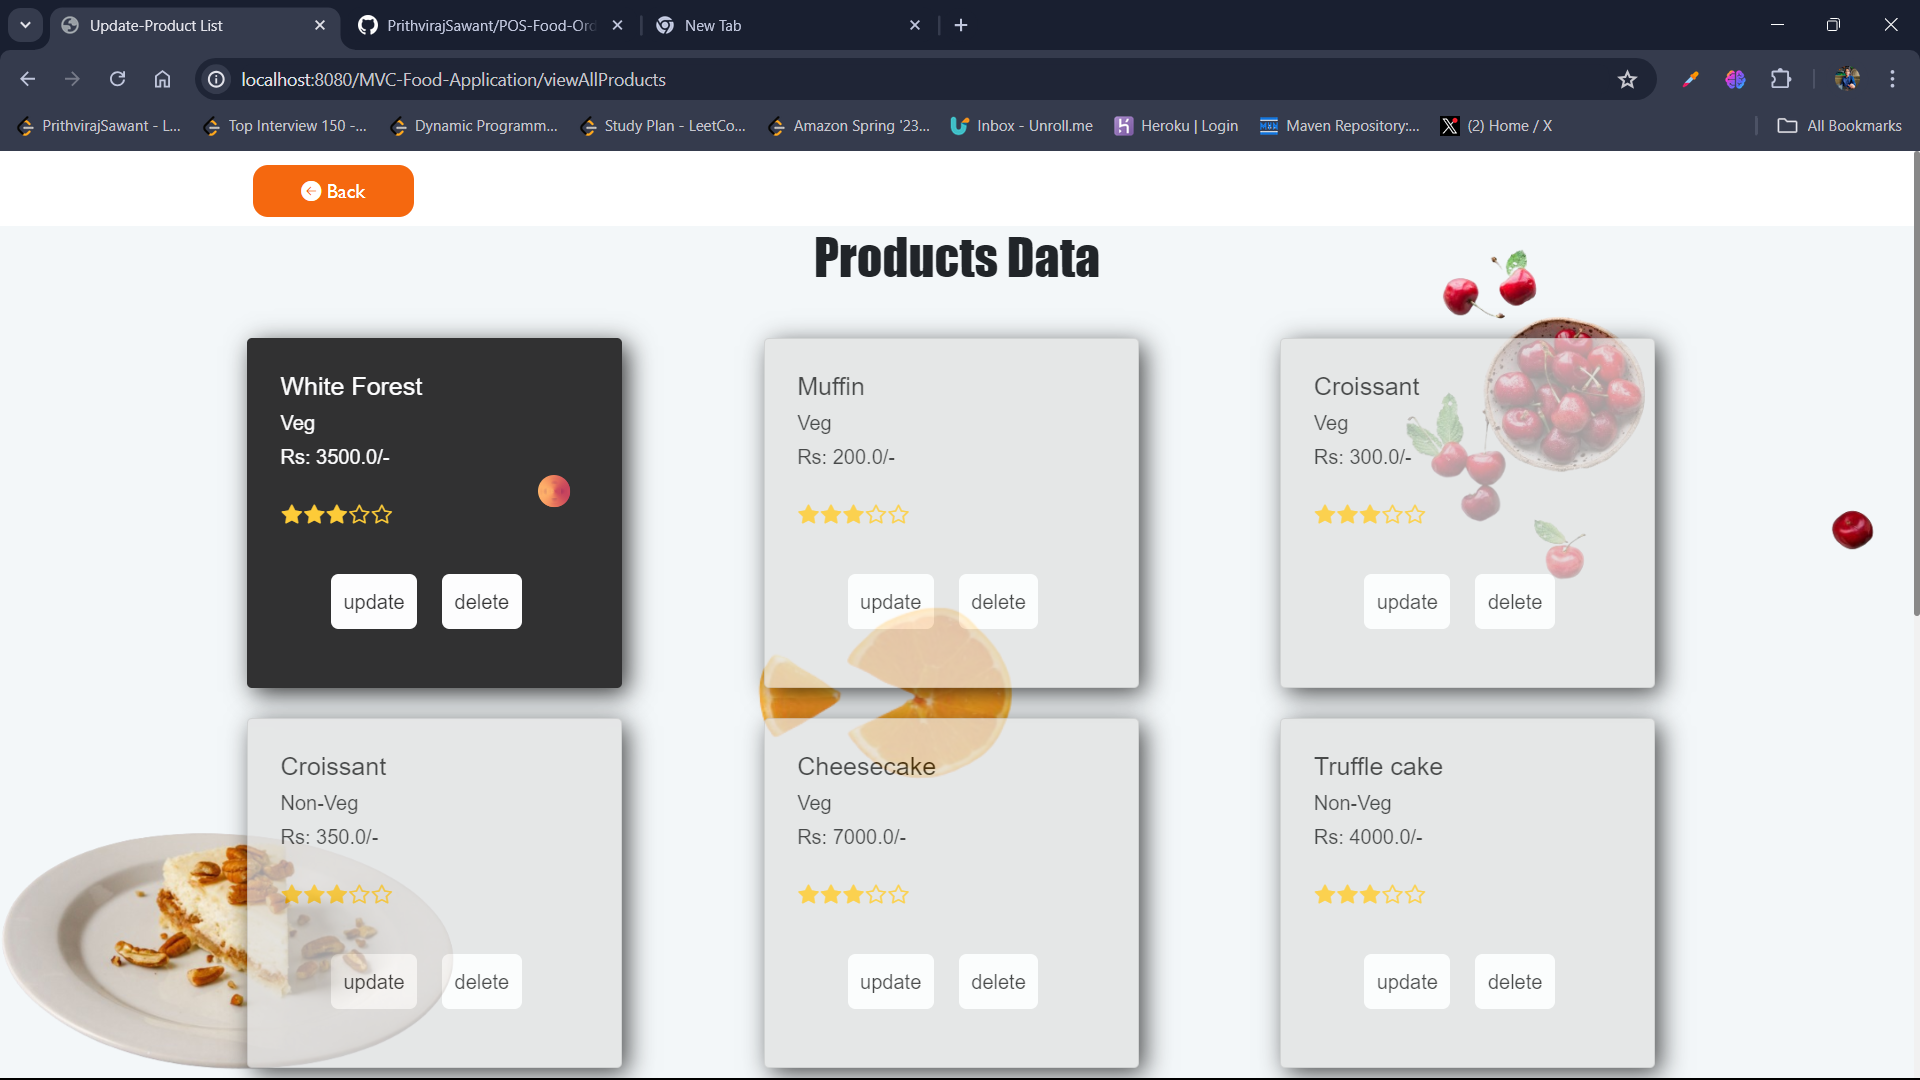 Update-Product List
PrithvirajSawant/POS-Food-Ord
New Tab
localhost:8080/MVC-Food-Application/viewAllProducts
PrithvirajSawant - L...
Top Interview 150 -...
Dynamic Programm...
Study Plan - LeetCo...
Amazon Spring '23...
Inbox - Unroll.me
Heroku | Login
Maven Repository:...
(2) Home / X
All Bookmarks
Back
Products Data
White Forest
Veg
Rs: 3500.0/-
update
delete
Muffin
Veg
Rs: 200.0/-
update
delete
Croissant
Veg
Rs: 300.0/-
update
delete
Croissant
Non-Veg
Rs: 350.0/-
update
delete
Cheesecake
Veg
Rs: 7000.0/-
update
delete
Truffle cake
Non-Veg
Rs: 4000.0/-
update
delete